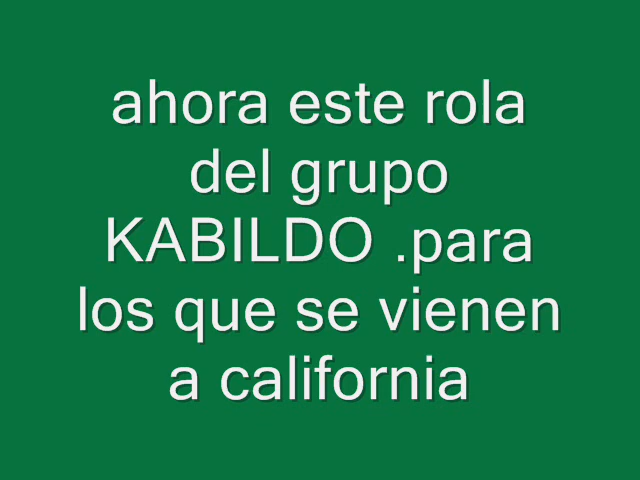 ahora este rola
del grupo
KABILDO .para
los que se vienen
a california